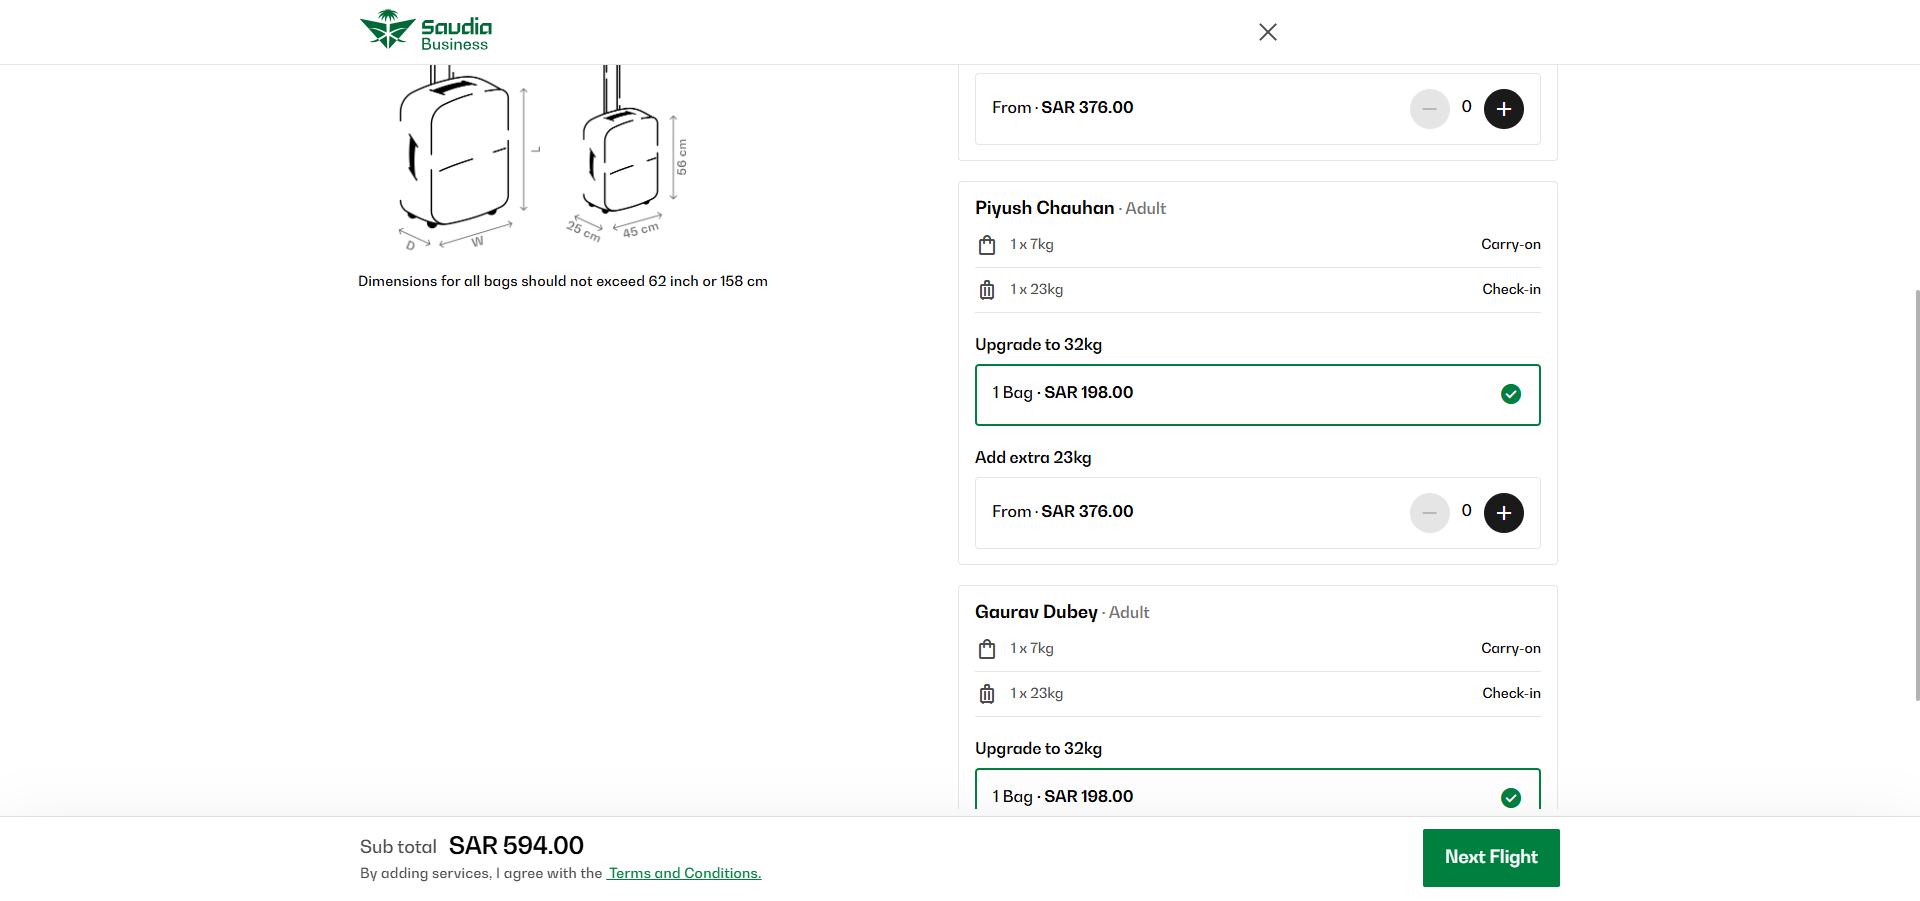 Saudia
Business
L
D
W
56 cm
25 cm
45 cm
Dimensions for all bags should not exceed 62 inch or 158 cm
From · SAR 376.00
0
Piyush Chauhan · Adult
1 x 7kg
Carry-on
1 x 23kg
Check-in
Upgrade to 32kg
1 Bag · SAR 198.00
Add extra 23kg
From · SAR 376.00
0
Gaurav Dubey · Adult
1 x 7kg
Carry-on
1 x 23kg
Check-in
Upgrade to 32kg
1 Bag · SAR 198.00
Sub total SAR 594.00
By adding services, I agree with the Terms and Conditions.
Next Flight